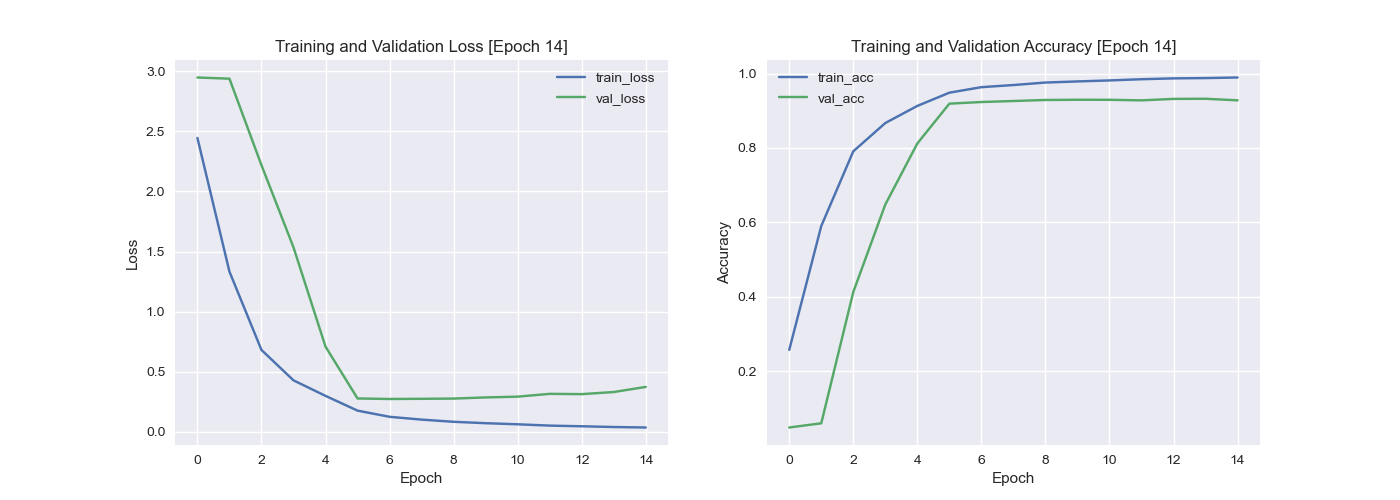 Training and Validation Loss [Epoch 14]
train_loss
val_loss
3.0
2.5
2.0
1.5
1.0
0.5
0.0
Loss
0 2 4 6 8 10 12 14
Epoch
Training and Validation Accuracy [Epoch 14]
train_acc
val_acc
1.0
0.8
0.6
0.4
0.2
Accuracy
0 2 4 6 8 10 12 14
Epoch